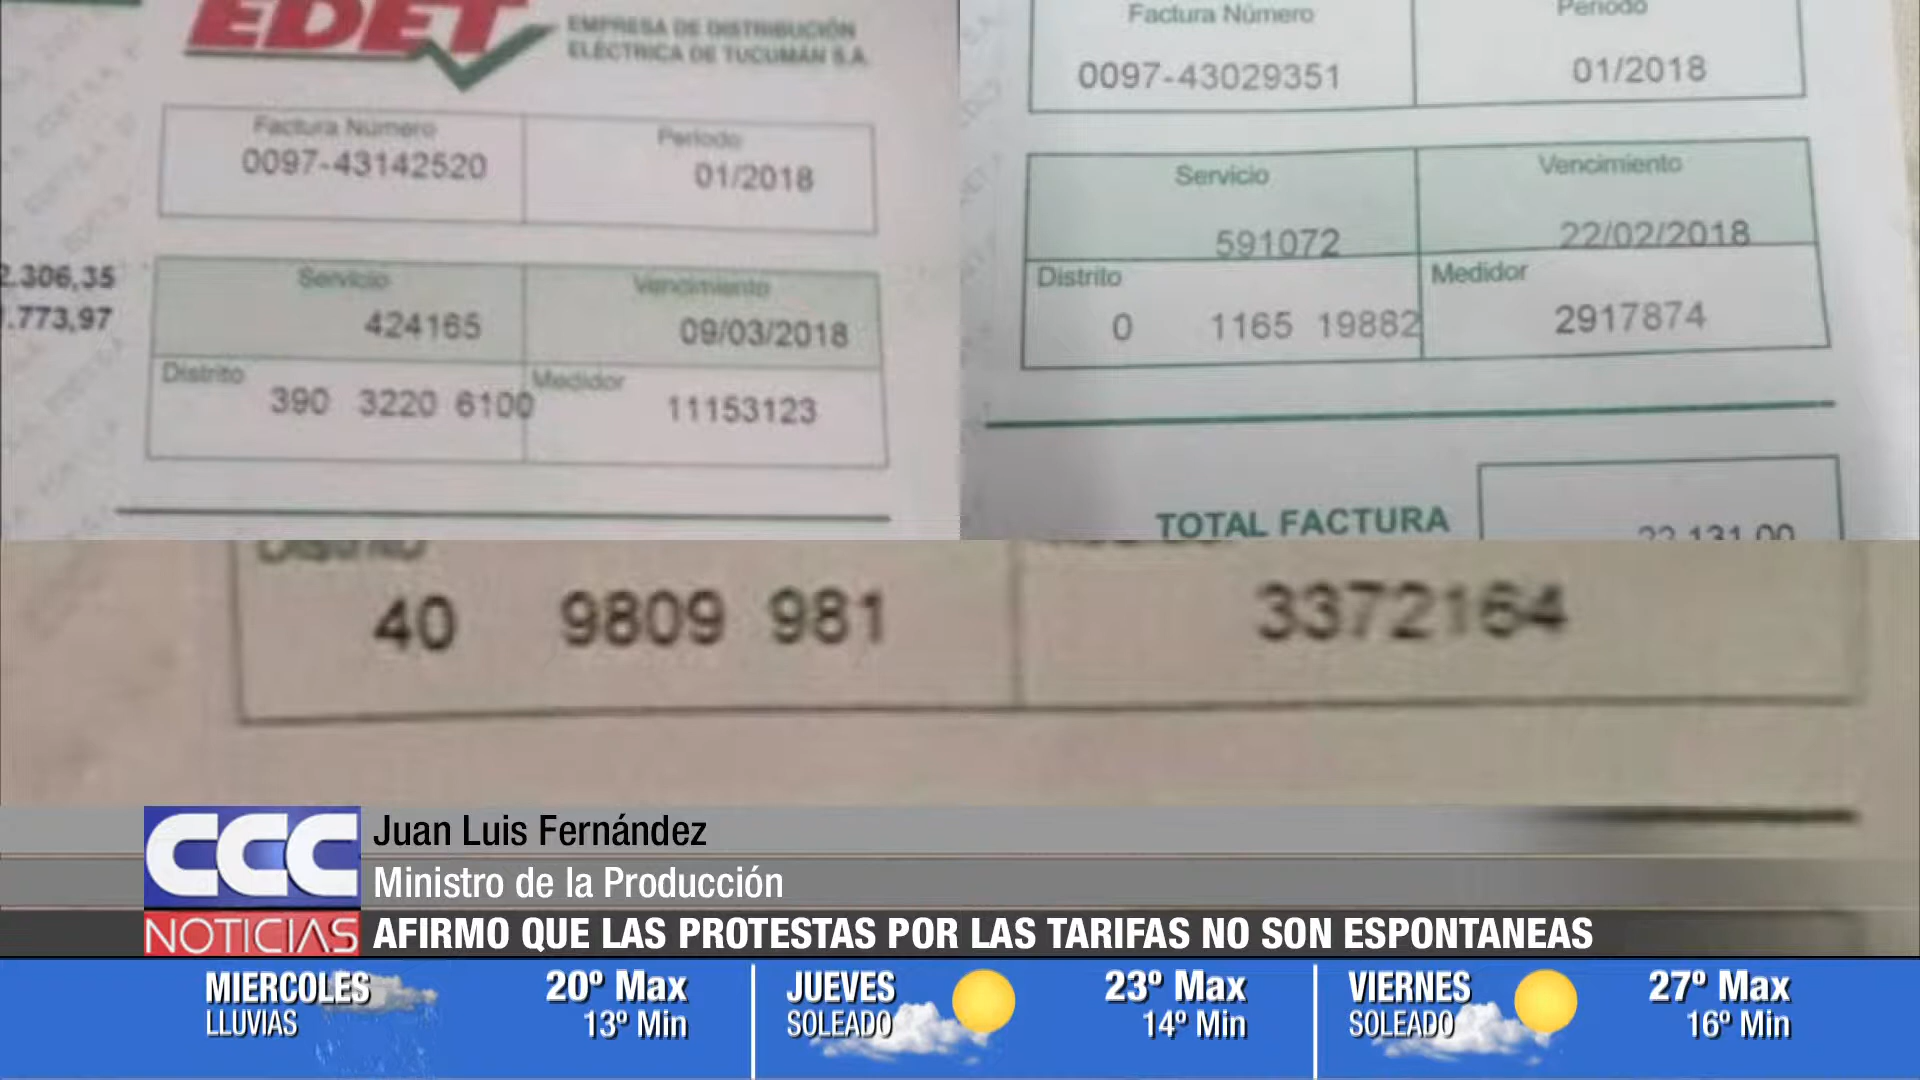 EDET
EMPRESA DE DISTRIBUCIÓN
ELÉCTRICA DE TUCUMÁN S.A.
Factura Número
Período
0097-43142520
01/2018
2.306,35
.773,97
Servicio
Vencimiento
424165
09/03/2018
Distrito
Medidor
390 3220 6100
11153123
Factura Número
Período
0097-43029351
01/2018
Servicio
Vencimiento
591072
22/02/2018
Distrito
Medidor
0 1165 19882
2917874
TOTAL FACTURA
Distrito
40 9809 981
3372164
CCC
NOTICIAS
Juan Luis Fernández
Ministro de la Producción
AFIRMO QUE LAS PROTESTAS POR LAS TARIFAS NO SON ESPONTANEAS
MIERCOLES
LLUVIAS
20º Max
13º Min
JUEVES
SOLEADO
23º Max
14º Min
VIERNES
SOLEADO
27º Max
16º Min